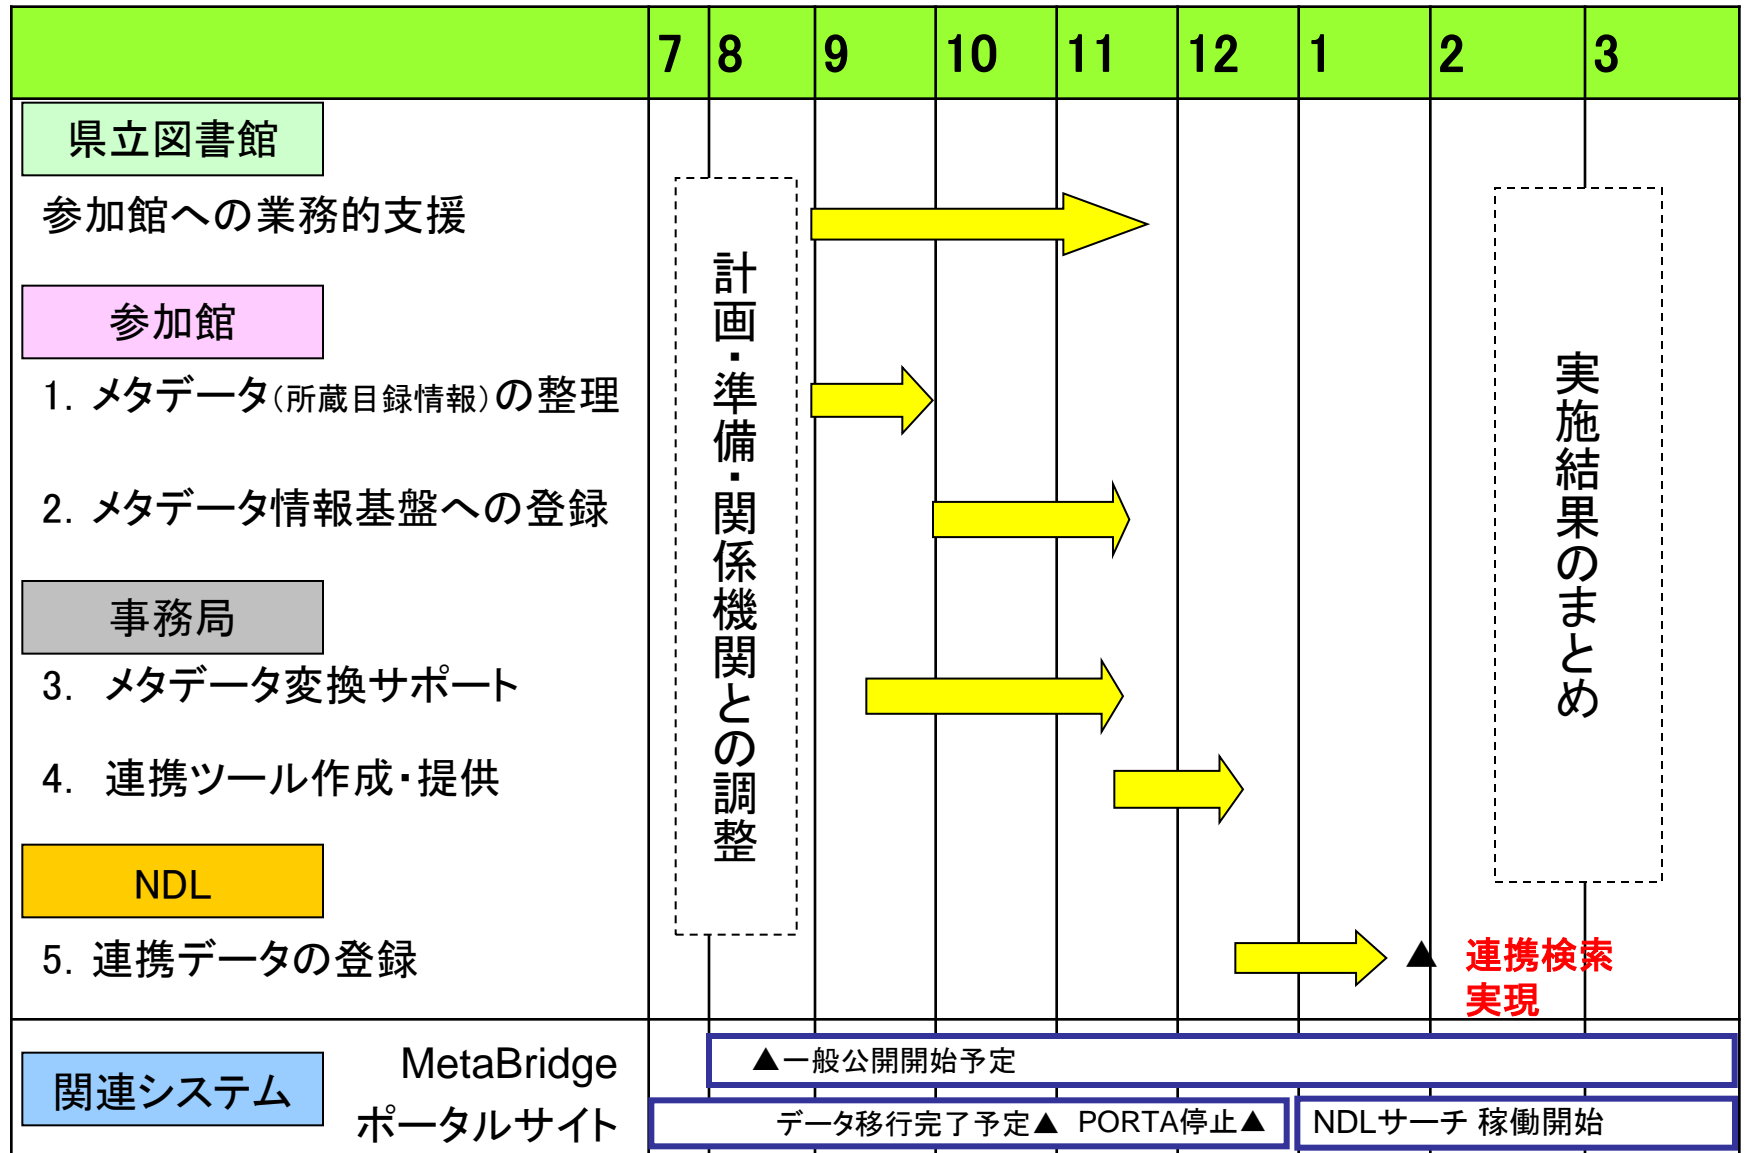 7 8 9 10 11 12 1 2 3
県立図書館
参加館への業務的支援
参加館
1. メタデータ(所蔵目録情報)の整理
2. メタデータ情報基盤への登録
事務局
3. メタデータ変換サポート
4. 連携ツール作成・提供
NDL
5. 連携データの登録
計画・準備・関係機関との調整
実施結果のまとめ
▲ 連携検索
実現
関連システム
MetaBridge
▲一般公開開始予定
ポータルサイト
データ移行完了予定▲ PORTA停止▲
NDLサーチ 稼働開始